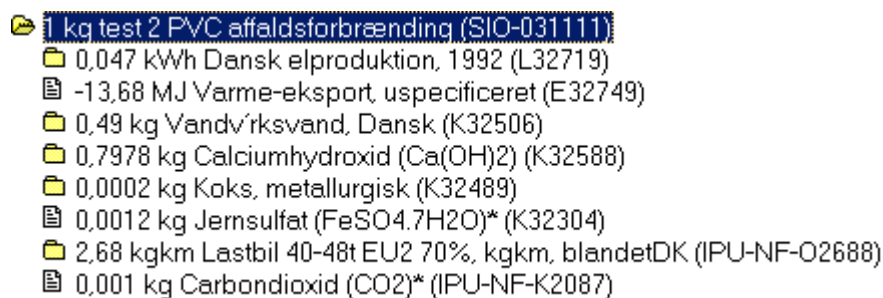 1 kg test 2 PVC affaldsforbrænding (SIO-031111)
0,047 kWh Dansk elproduktion, 1992 (L32719)
-13,68 MJ Varme-eksport, uspecificeret (E32749)
0,49 kg Vandv´rksvand, Dansk (K32506)
0,7978 kg Calciumhydroxid (Ca(OH)2) (K32588)
0,0002 kg Koks, metallurgisk (K32489)
0,0012 kg Jernsulfat (FeSO4.7H2O)* (K32304)
2,68 kgkm Lastbil 40-48t EU2 70%, kgkm, blandetDK (IPU-NF-O2688)
0,001 kg Carbondioxid (CO2)* (IPU-NF-K2087)